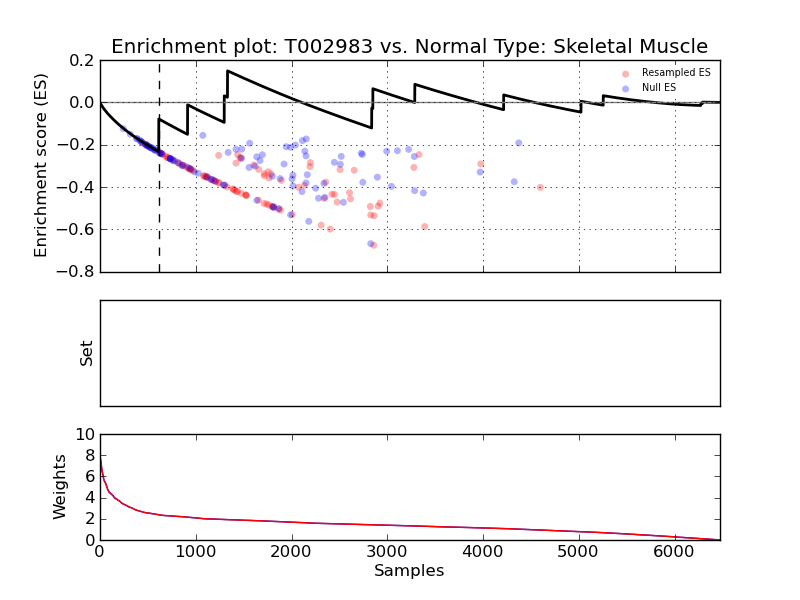 Enrichment plot: T002983 vs. Normal Type: Skeletal Muscle
Enrichment score (ES)
0.2
0.0
−0.2
−0.4
−0.6
−0.8
Resampled ES
Null ES
Set
Weights
10
8
6
4
2
0
0 1000 2000 3000 4000 5000 6000
Samples